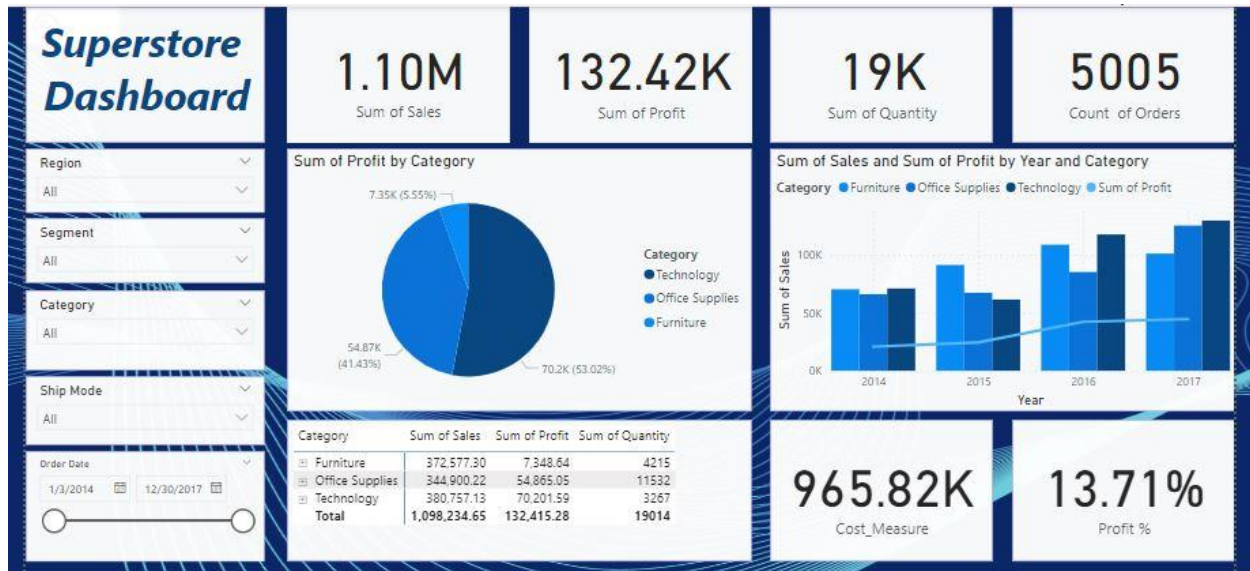 Superstore
Dashboard
1.10M
Sum of Sales
132.42K
Sum of Profit
19K
Sum of Quantity
5005
Count of Orders
Region
All
Segment
All
Category
All
Ship Mode
All
Order Date
1/3/2014 12/30/2017
Sum of Profit by Category
7.35K (5.55%)
54.87K
(41.43%)
70.2K (53.02%)
Category
Technology
Office Supplies
Furniture
Sum of Sales and Sum of Profit by Year and Category
Category Furniture Office Supplies Technology Sum of Profit
Sum of Sales
100K
50K
0K
2014 2015 2016 2017
Year
Category Sum of Sales Sum of Profit Sum of Quantity
Furniture 372,577.30 7,348.64 4215
Office Supplies 344,900.22 54,865.05 11532
Technology 380,757.13 70,201.59 3267
Total 1,098,234.65 132,415.28 19014
965.82K
Cost_Measure
13.71%
Profit %